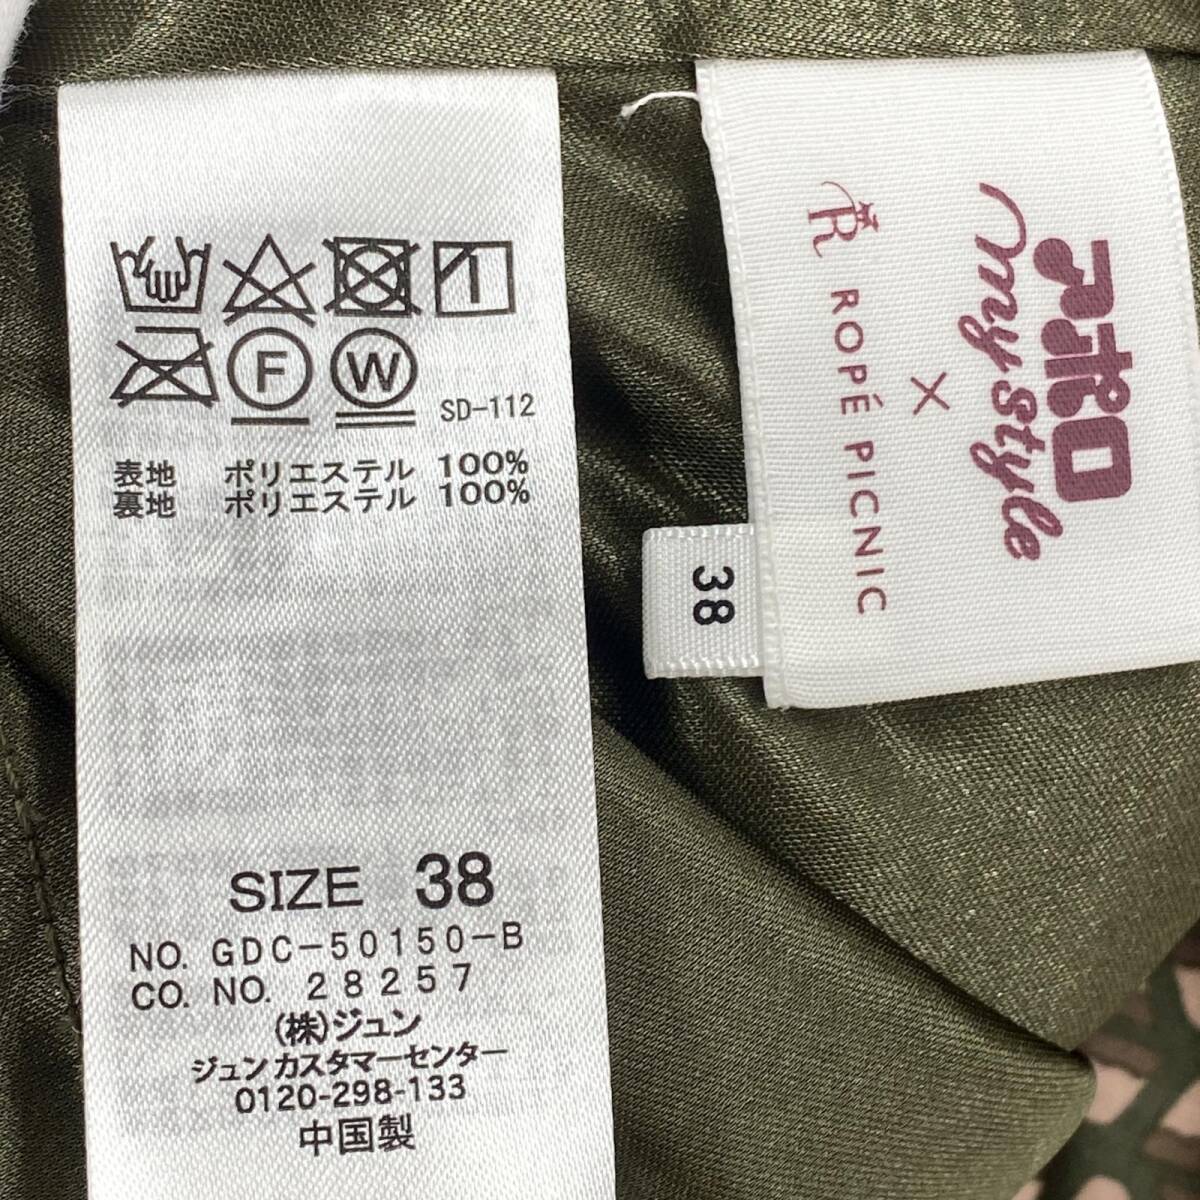 F W SD-112
表地 ポリエステル 100%
裏地 ポリエステル 100%
SIZE 38
NO. GDC-50150-B
CO. NO. 28257
(株)ジュン
ジュンカスタマーセンター
0120-298-133
中国製
アポロ
my style
×
R
ROPÉ PICNIC
38